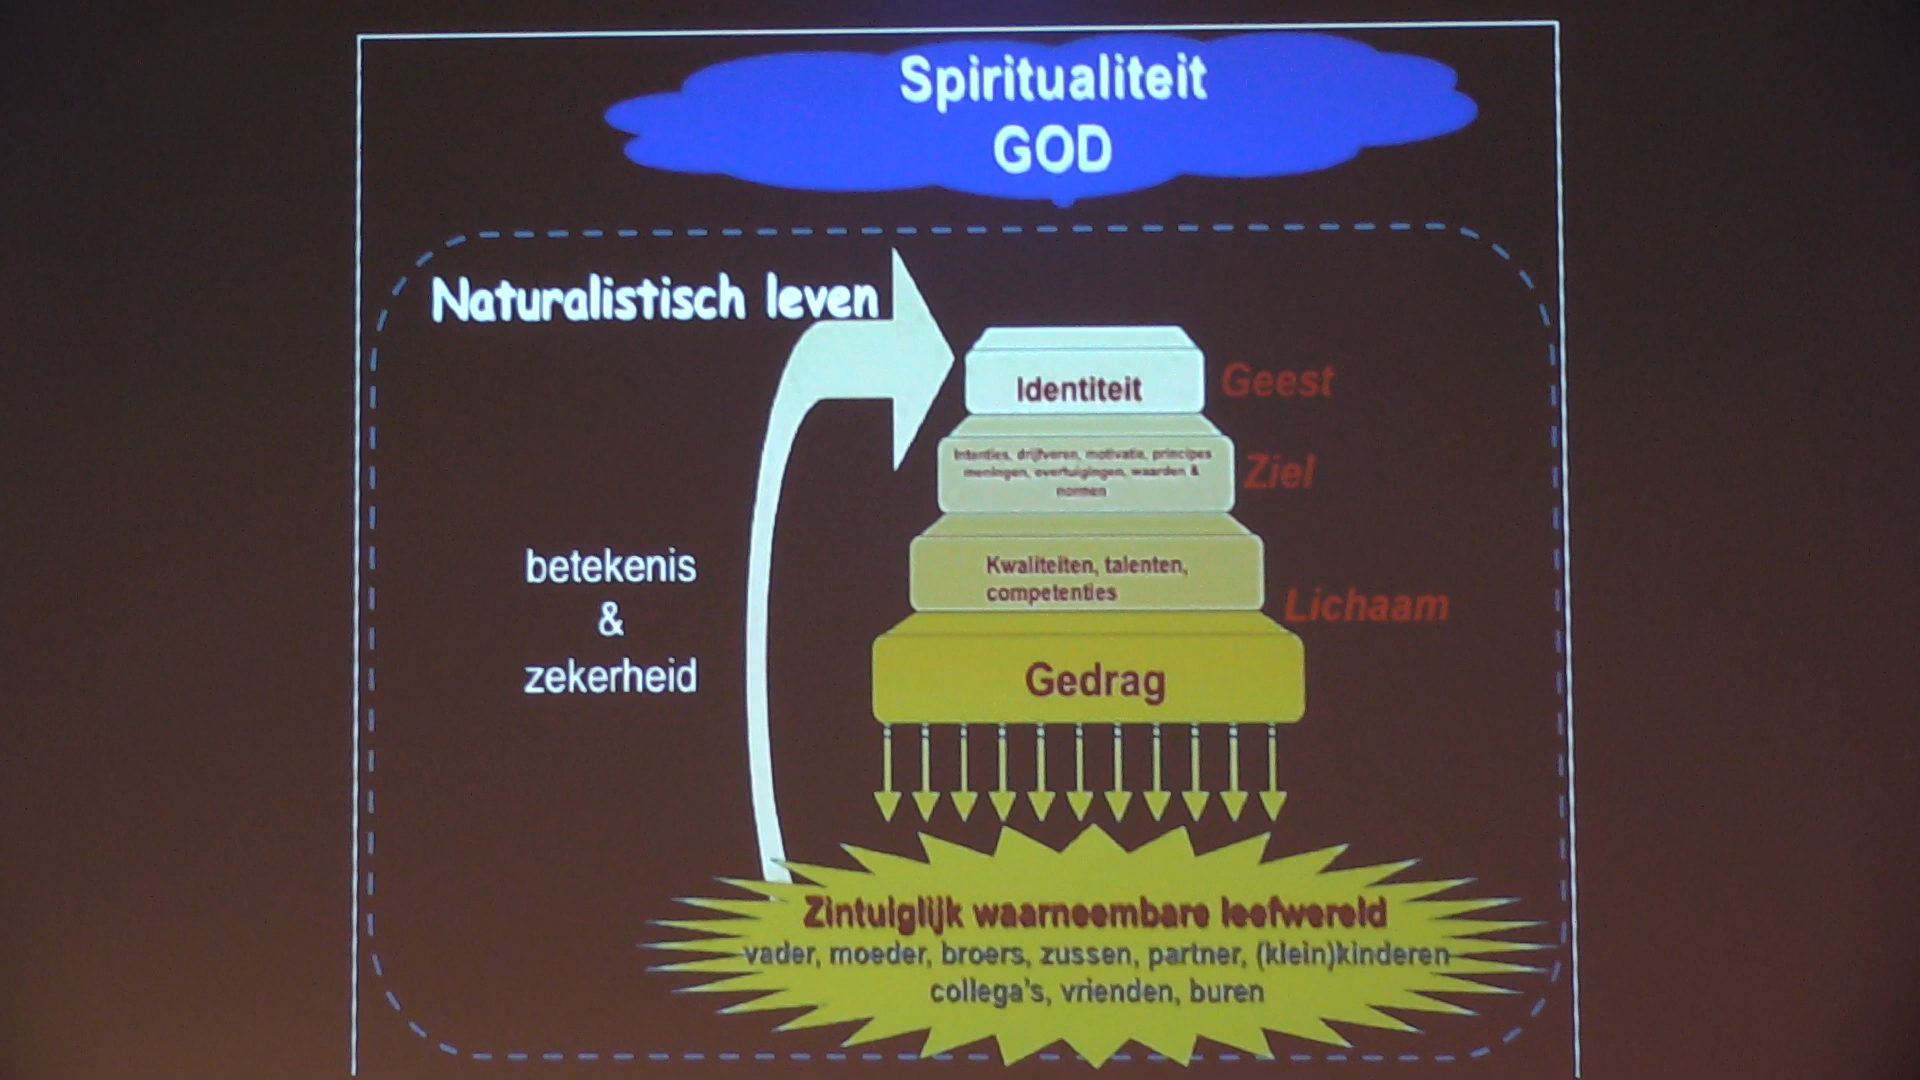 Spiritualiteit
GOD
Naturalistisch leven
Identiteit
Geest
Intenties, drijfveren, motivatie, principes
meningen, overtuigingen, waarden &
normen
Ziel
betekenis
&
zekerheid
Kwaliteiten, talenten,
competenties
Lichaam
Gedrag
Zintuiglijk waarneembare leefwereld
vader, moeder, broers, zussen, partner, (klein)kinderen
collega's, vrienden, buren